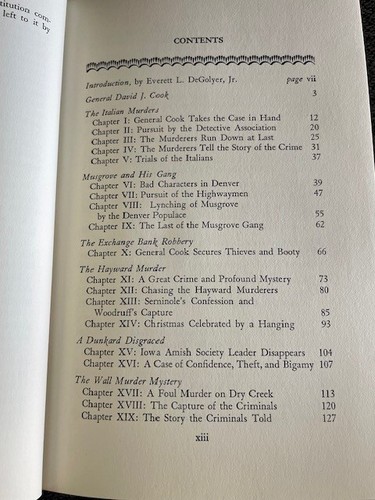 titution com-
left to it by
CONTENTS
Introduction, by Everett L. DeGolyer, Jr. page vii
General David J. Cook 3
The Italian Murders
Chapter I: General Cook Takes the Case in Hand 12
Chapter II: Pursuit by the Detective Association 20
Chapter III: The Murderers Run Down at Last 25
Chapter IV: The Murderers Tell the Story of the Crime 31
Chapter V: Trials of the Italians 37
Musgrove and His Gang
Chapter VI: Bad Characters in Denver 39
Chapter VII: Pursuit of the Highwaymen 47
Chapter VIII: Lynching of Musgrove
by the Denver Populace 55
Chapter IX: The Last of the Musgrove Gang 62
The Exchange Bank Robbery
Chapter X: General Cook Secures Thieves and Booty 66
The Hayward Murder
Chapter XI: A Great Crime and Profound Mystery 73
Chapter XII: Chasing the Hayward Murderers 80
Chapter XIII: Seminole's Confession and
Woodruff's Capture 85
Chapter XIV: Christmas Celebrated by a Hanging 93
A Dunkard Disgraced
Chapter XV: Iowa Amish Society Leader Disappears 104
Chapter XVI: A Case of Confidence, Theft, and Bigamy 107
The Wall Murder Mystery
Chapter XVII: A Foul Murder on Dry Creek 113
Chapter XVIII: The Capture of the Criminals 120
Chapter XIX: The Story the Criminals Told 127
xiii